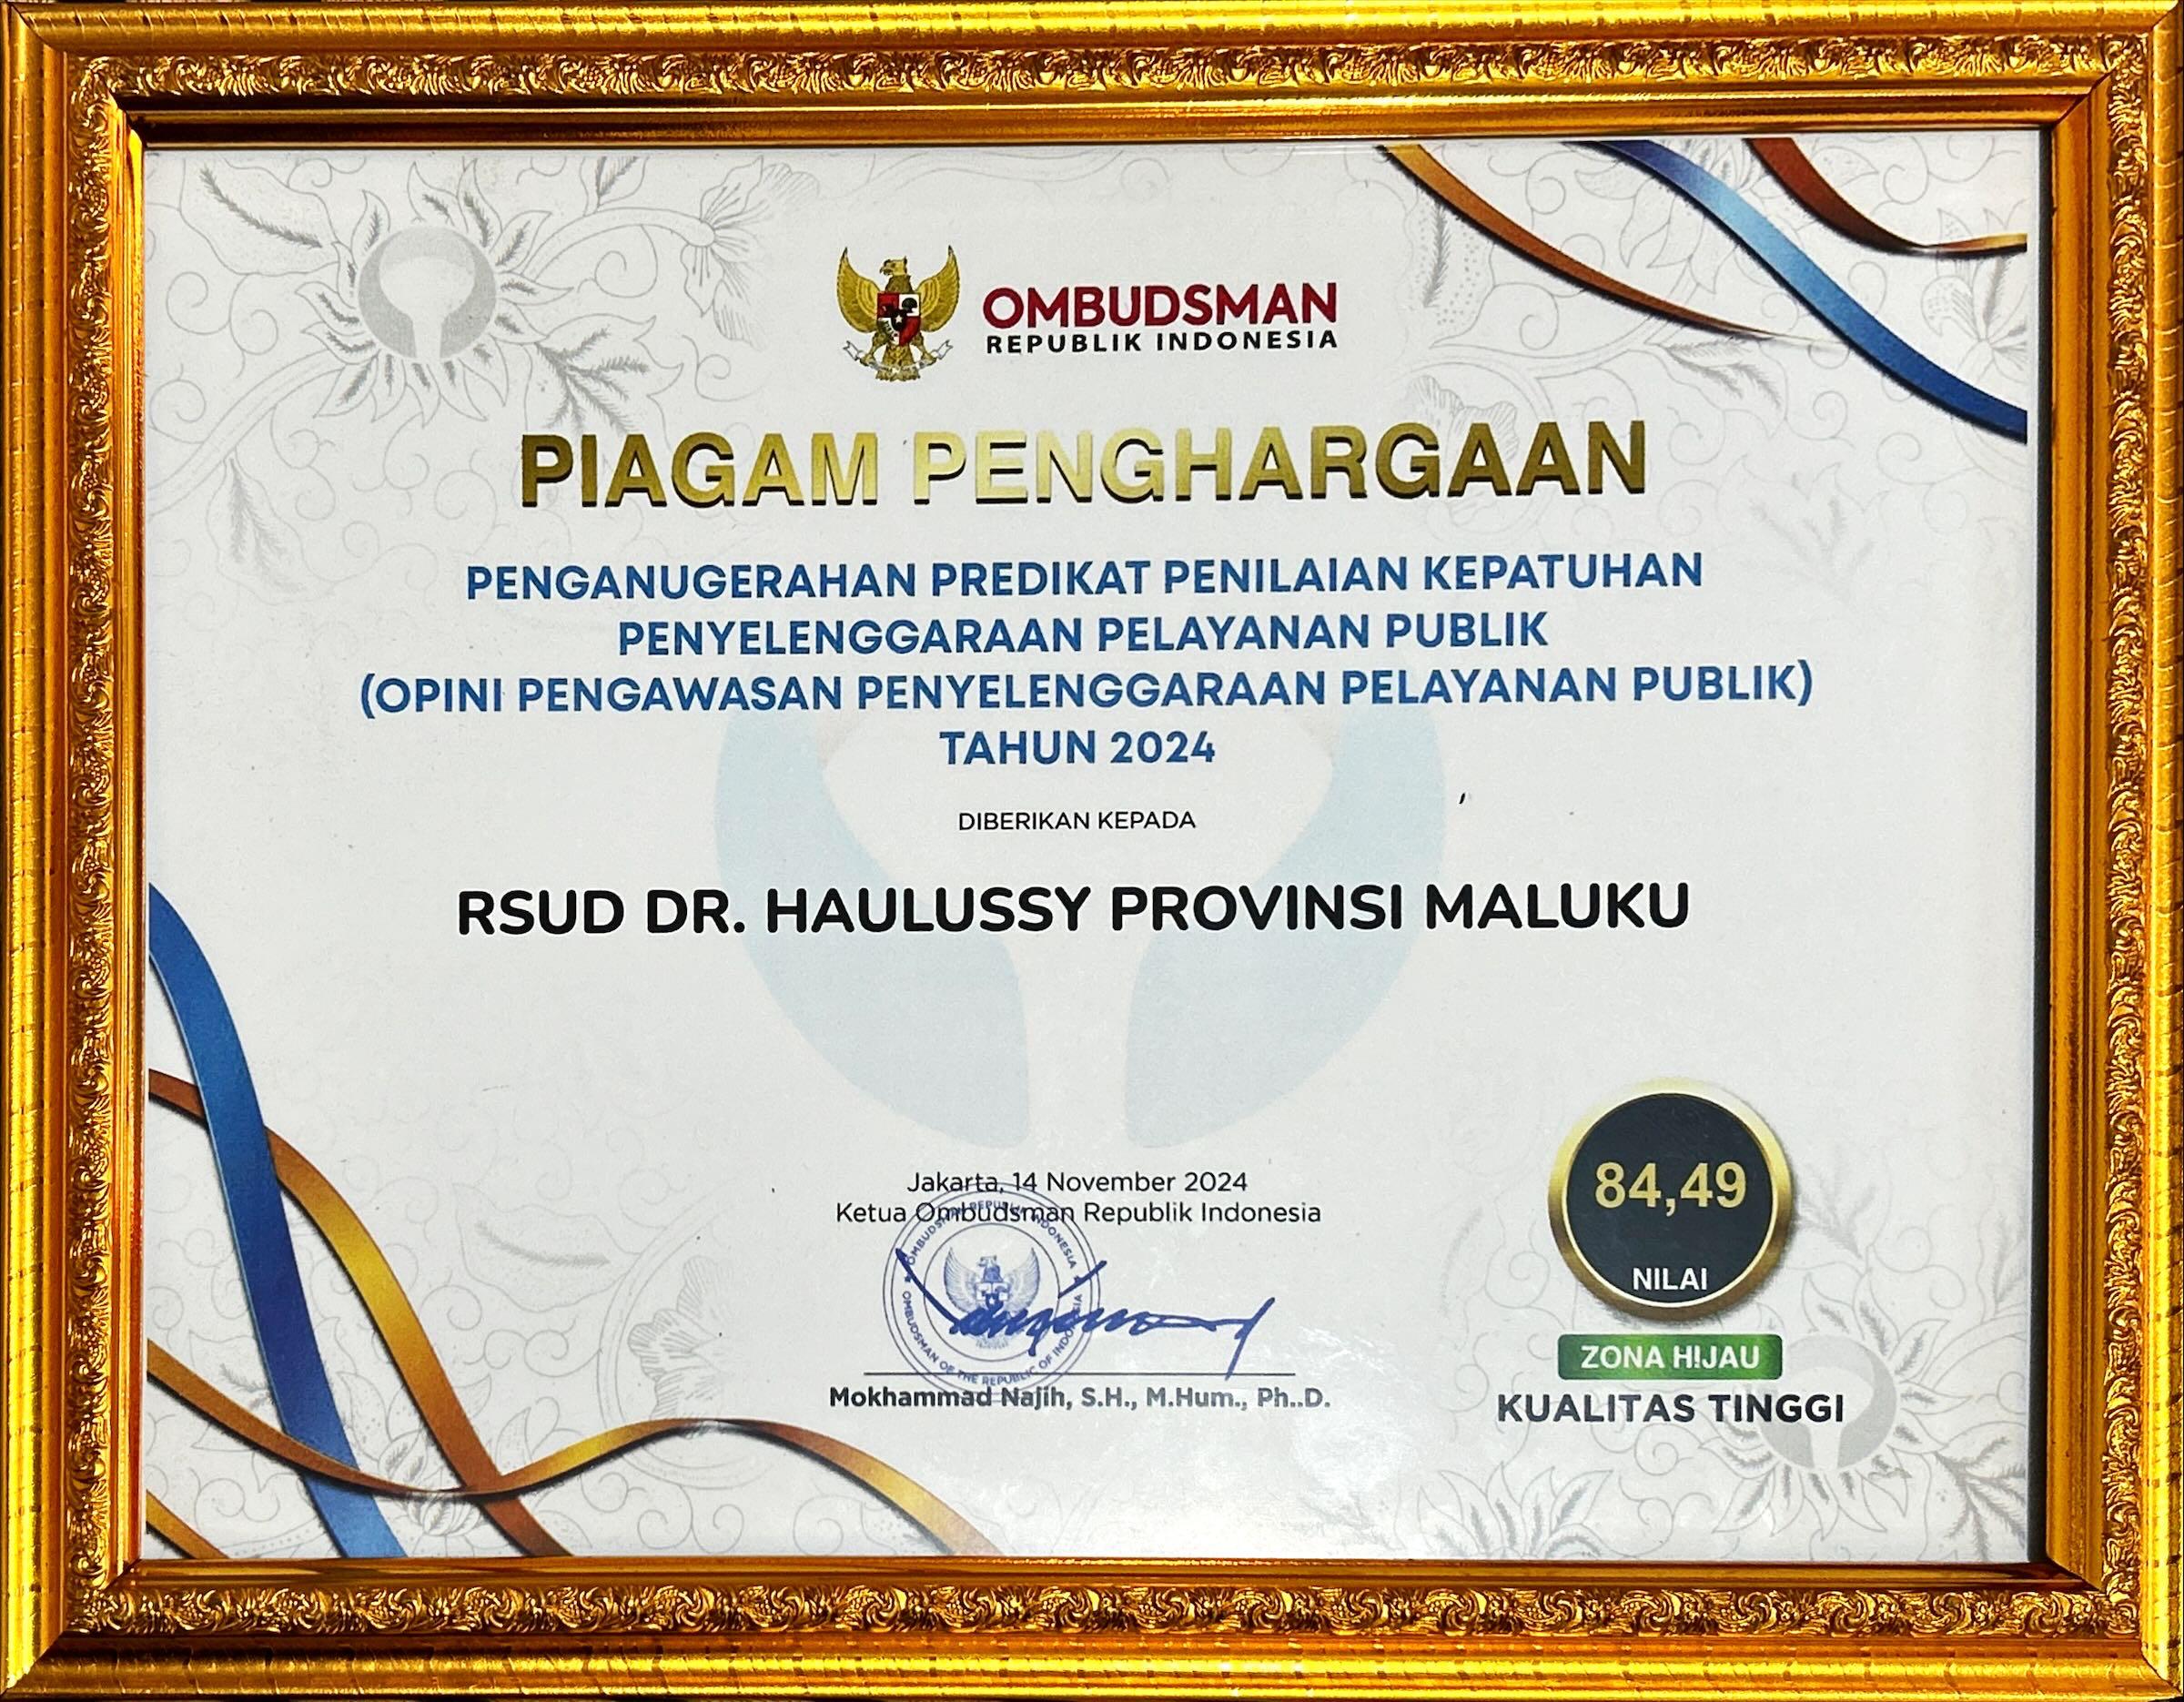 OMBUDSMAN
REPUBLIK INDONESIA
PIAGAM PENGHARGAAN
PENGANUGERAHAN PREDIKAT PENILAIAN KEPATUHAN
PENYELENGGARAAN PELAYANAN PUBLIK
(OPINI PENGAWASAN PENYELENGGARAAN PELAYANAN PUBLIK)
TAHUN 2024
DIBERIKAN KEPADA
RSUD DR. HAULUSSY PROVINSI MALUKU
Jakarta, 14 November 2024
Ketua Ombudsman Republik Indonesia
OMBUDSMAN REPUBLIK INDONESIA
OMBUDSMAN OF THE REPUBLIC OF INDONESIA
Mokhammad Najih, S.H., M.Hum., Ph..D.
84,49
NILAI
ZONA HIJAU
KUALITAS TINGGI